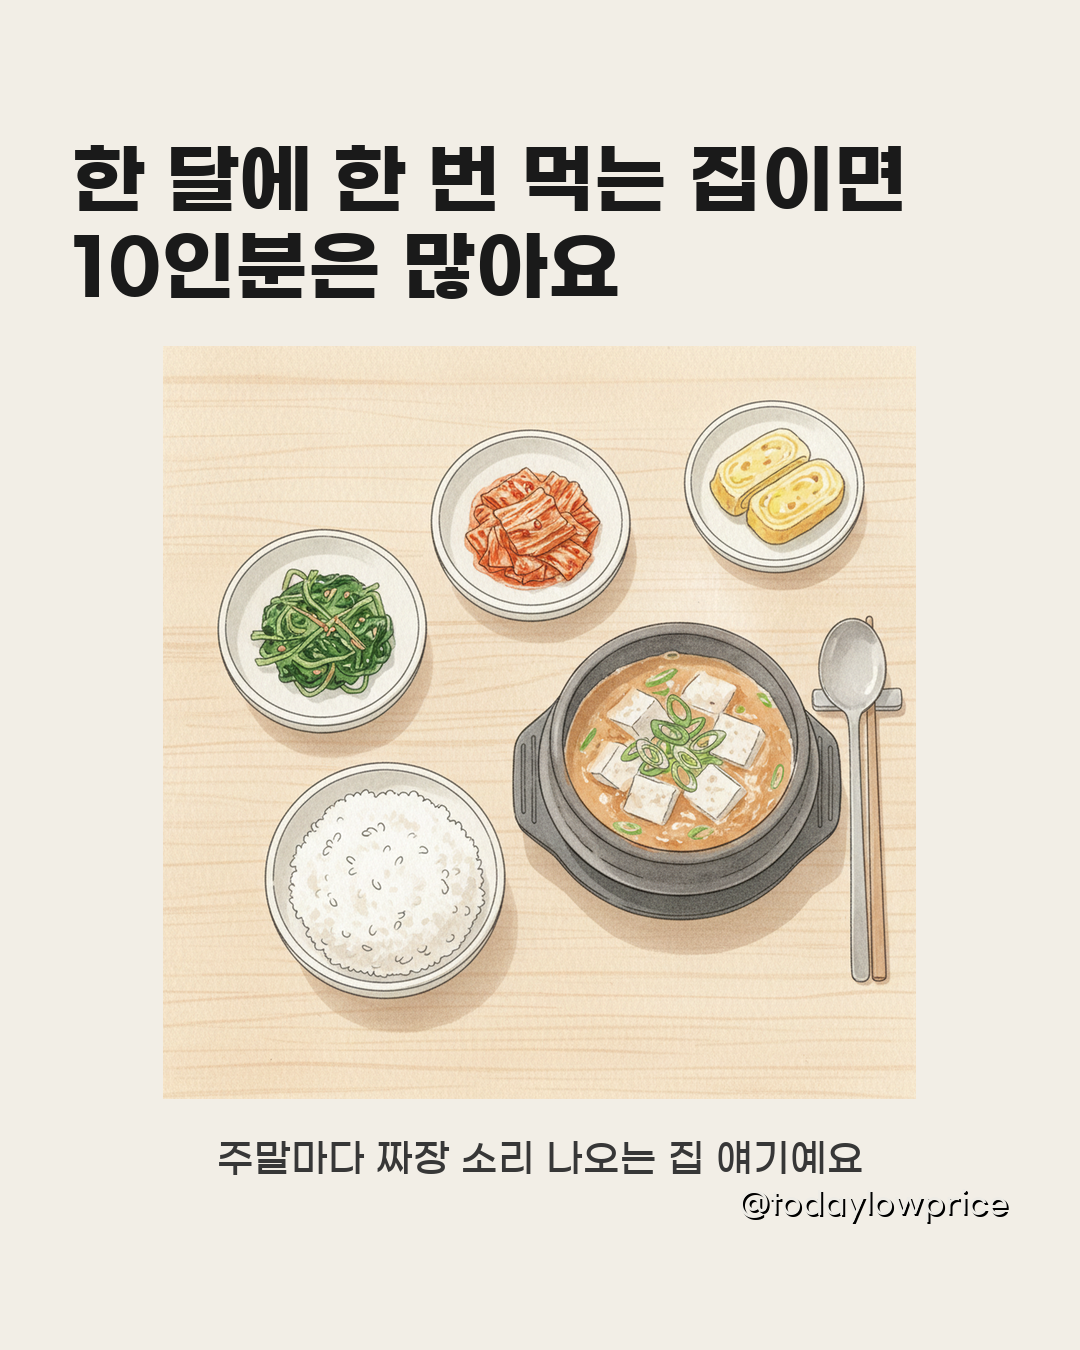 한 달에 한 번 먹는 집이면
10인분은 많아요
주말마다 짜장 소리 나오는 집 얘기예요
@todaylowprice